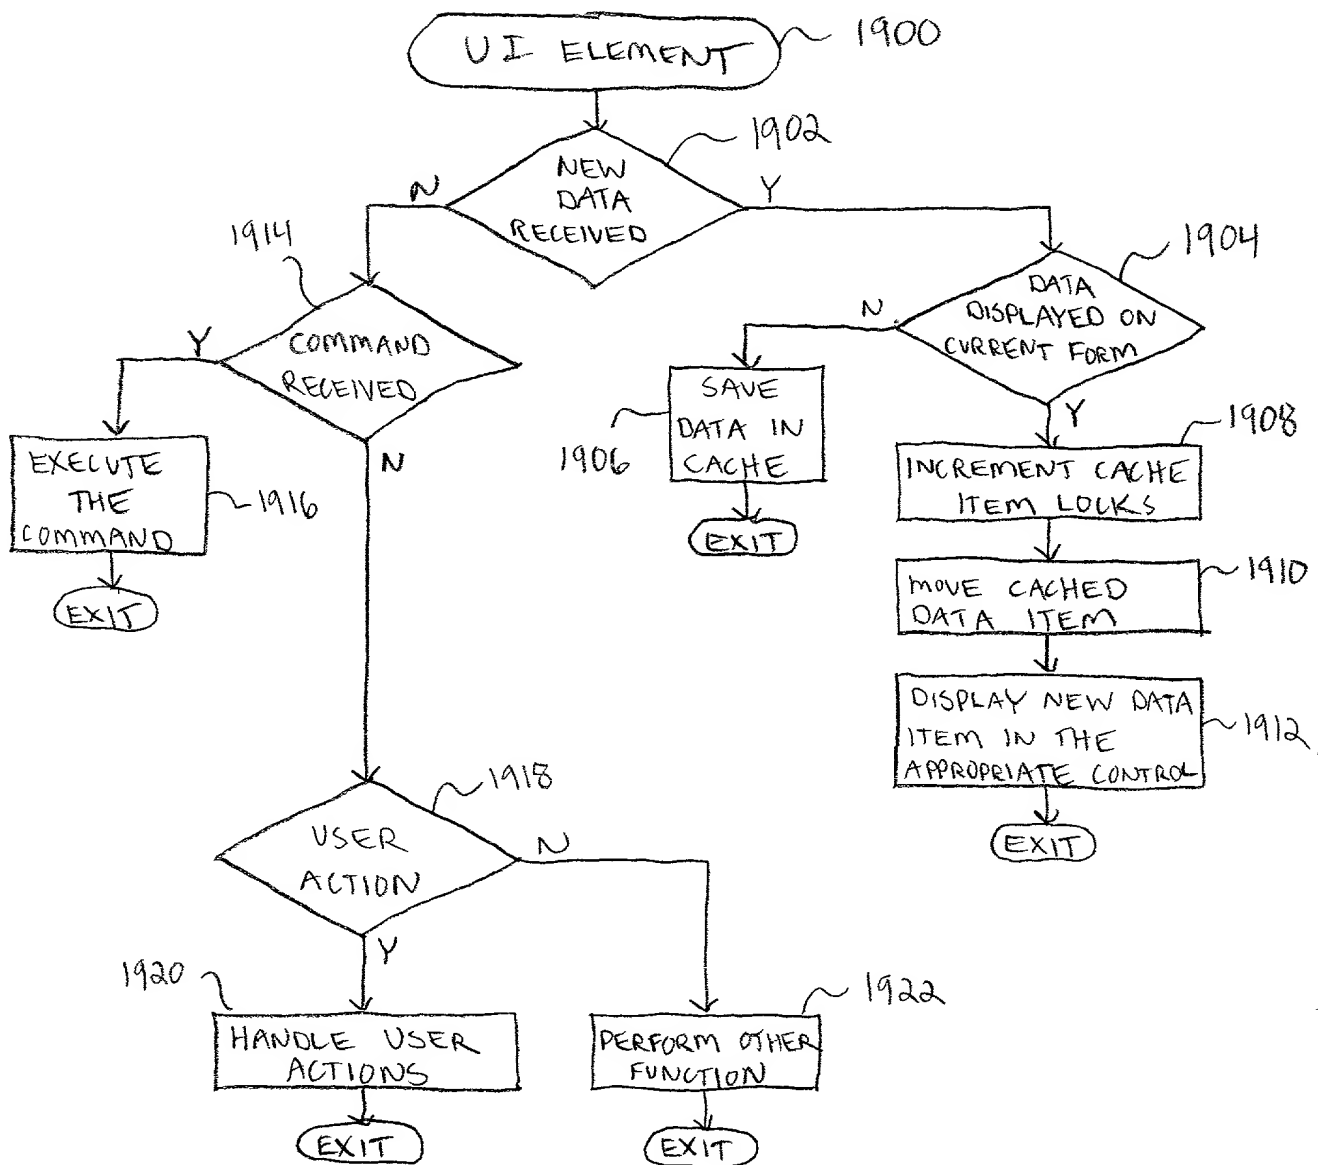 UI ELEMENT
1900
1902
NEW
DATA
RECEIVED
N
Y
1914
COMMAND
RECEIVED
Y
N
EXECUTE
THE
COMMAND
1916
EXIT
1904
DATA
DISPLAYED ON
CURRENT FORM
N
Y
SAVE
DATA IN
CACHE
1906
EXIT
1908
INCREMENT CACHE
ITEM LOCKS
MOVE CACHED
DATA ITEM
1910
DISPLAY NEW DATA
ITEM IN THE
APPROPRIATE CONTROL
1912
EXIT
1918
USER
ACTION
N
Y
1920
HANDLE USER
ACTIONS
EXIT
1922
PERFORM OTHER
FUNCTION
EXIT